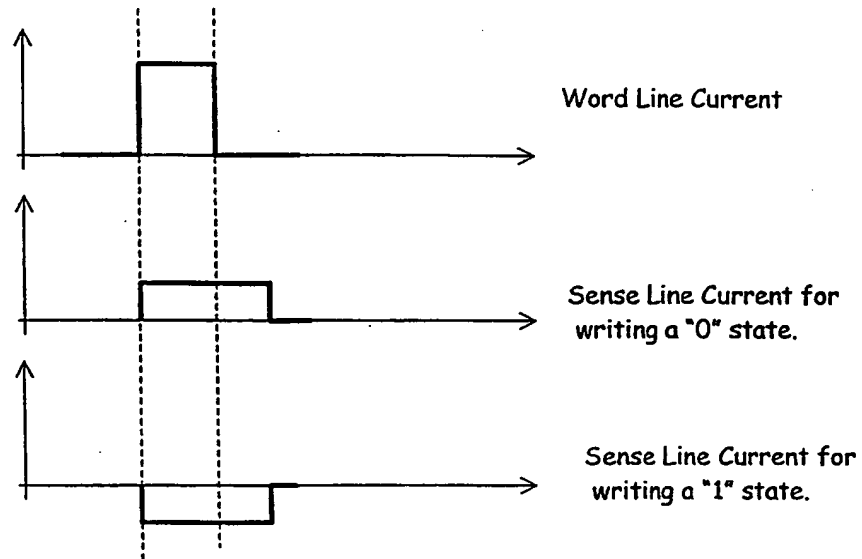 Word Line Current
Sense Line Current for
writing a "0" state.
Sense Line Current for
writing a "1" state.